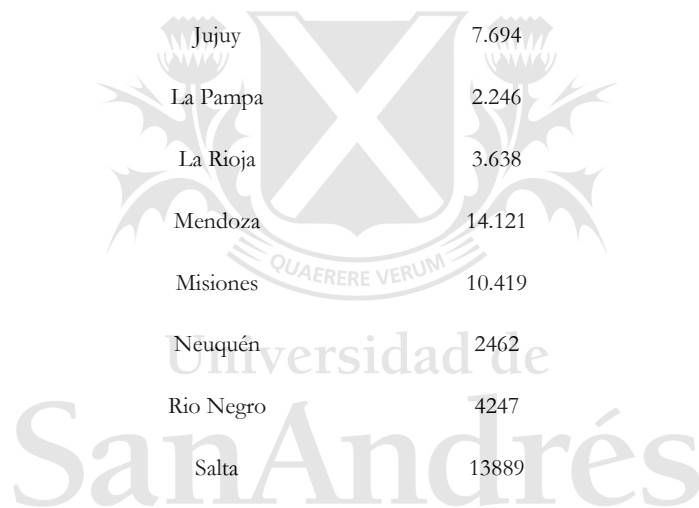 Jujuy 7.694
La Pampa 2.246
La Rioja 3.638
Mendoza 14.121
QUAERERE VERUM
Misiones 10.419
Neuquén 2462
Universidad de
Rio Negro 4247
SanAndrés
Salta 13889